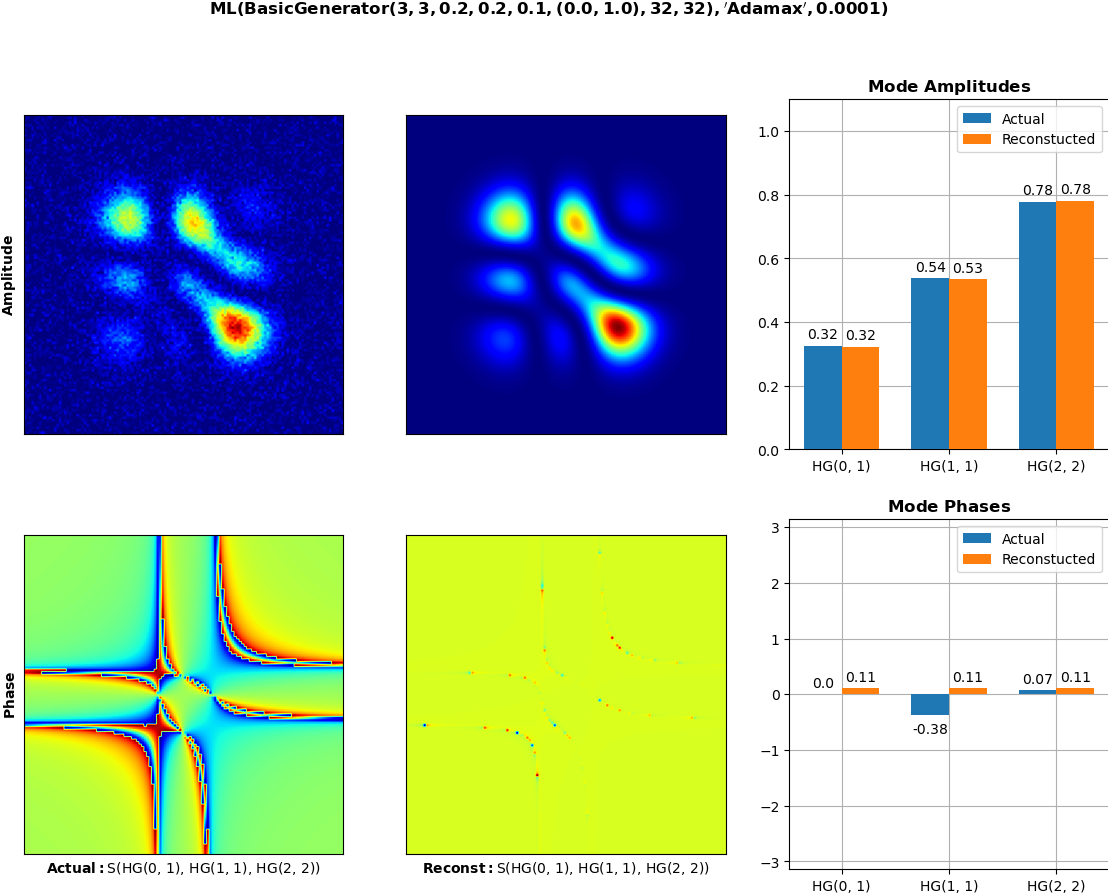 ML(BasicGenerator(3, 3, 0.2, 0.2, 0.1, (0.0, 1.0), 32, 32), ′Adamax′, 0.0001)
Amplitude
Mode Amplitudes
Actual
Reconstucted
1.0
0.8
0.6
0.4
0.2
0.0
0.32 0.32
0.54 0.53
0.78 0.78
HG(0, 1) HG(1, 1) HG(2, 2)
Phase
Actual: S(HG(0, 1), HG(1, 1), HG(2, 2))
Reconst: S(HG(0, 1), HG(1, 1), HG(2, 2))
Mode Phases
Actual
Reconstucted
3
2
1
0
−1
−2
−3
0.0 0.11
-0.38 0.11
0.07 0.11
HG(0, 1) HG(1, 1) HG(2, 2)